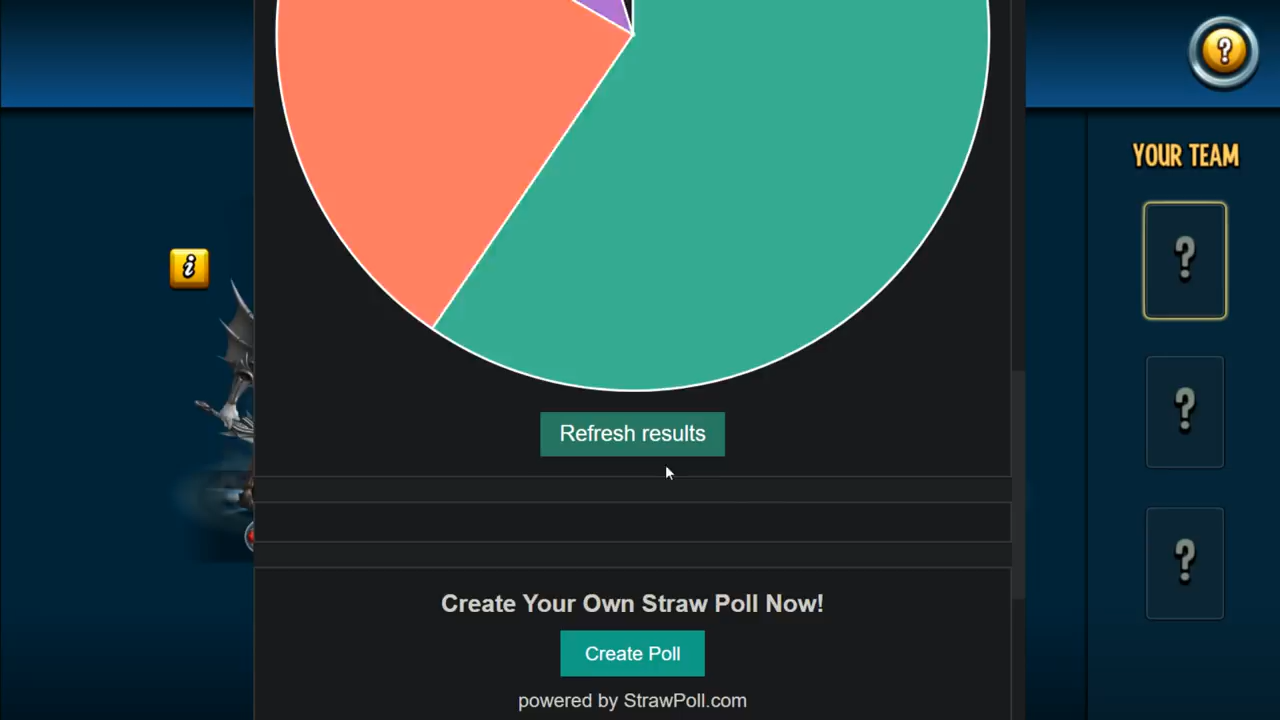 ?
YOUR TEAM
?
i
?
Refresh results
?
Create Your Own Straw Poll Now!
Create Poll
powered by StrawPoll.com